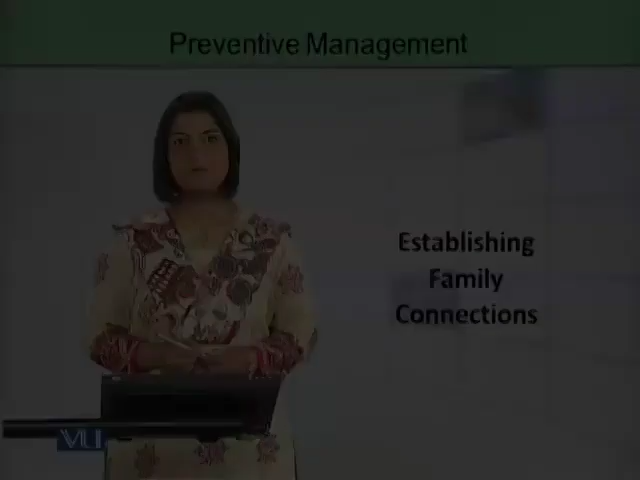 Preventive Management
Establishing
Family
Connections
VU